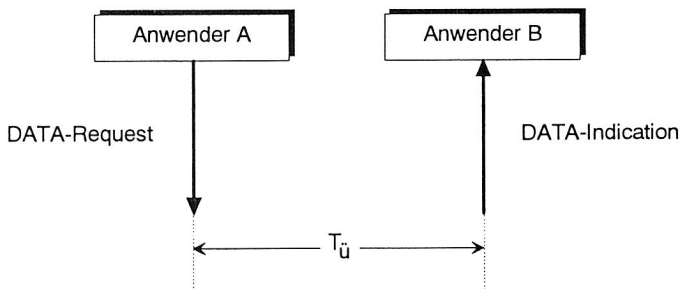 Anwender A
Anwender B
DATA-Request
DATA-Indication
Tü